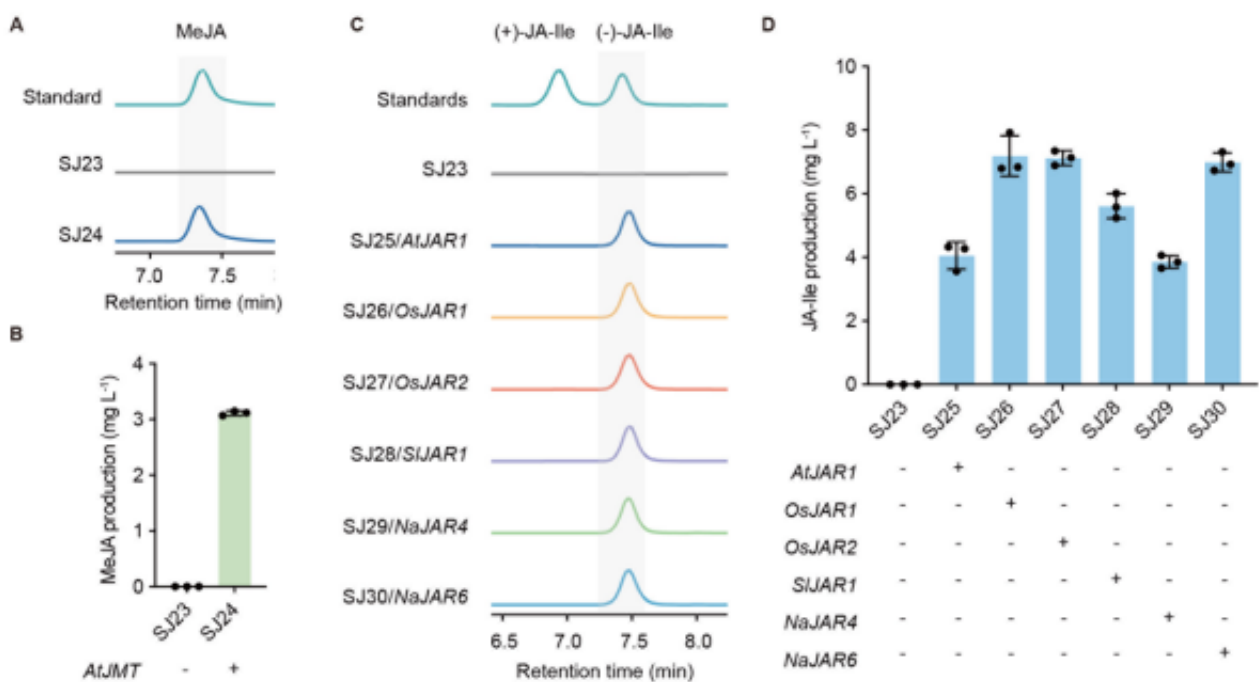 A
MeJA
Standard
SJ23
SJ24
7.0 7.5
Retention time (min)
B
MeJA production (mg L⁻¹)
4
3
2
1
0
SJ23 SJ24
AtJMT - +
C
(+)-JA-Ile (-)-JA-Ile
Standards
SJ23
SJ25/AtJAR1
SJ26/OsJAR1
SJ27/OsJAR2
SJ28/SlJAR1
SJ29/NaJAR4
SJ30/NaJAR6
6.5 7.0 7.5 8.0
Retention time (min)
D
JA-Ile production (mg L⁻¹)
10
8
6
4
2
0
SJ23 SJ25 SJ26 SJ27 SJ28 SJ29 SJ30
AtJAR1 - + - - - - -
OsJAR1 - - + - - - -
OsJAR2 - - - + - - -
SlJAR1 - - - - + - -
NaJAR4 - - - - - + -
NaJAR6 - - - - - - +